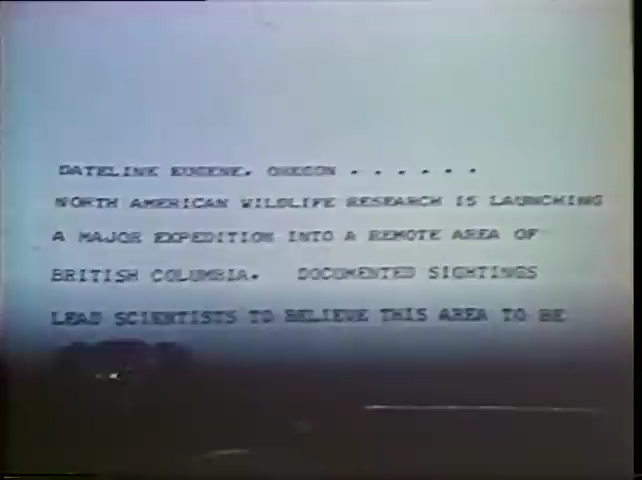 DATELINE EUGENE, OREGON . . . . . .
NORTH AMERICAN WILDLIFE RESEARCH IS LAUNCHING
A MAJOR EXPEDITION INTO A REMOTE AREA OF
BRITISH COLUMBIA. DOCUMENTED SIGHTINGS
LEAD SCIENTISTS TO BELIEVE THIS AREA TO BE